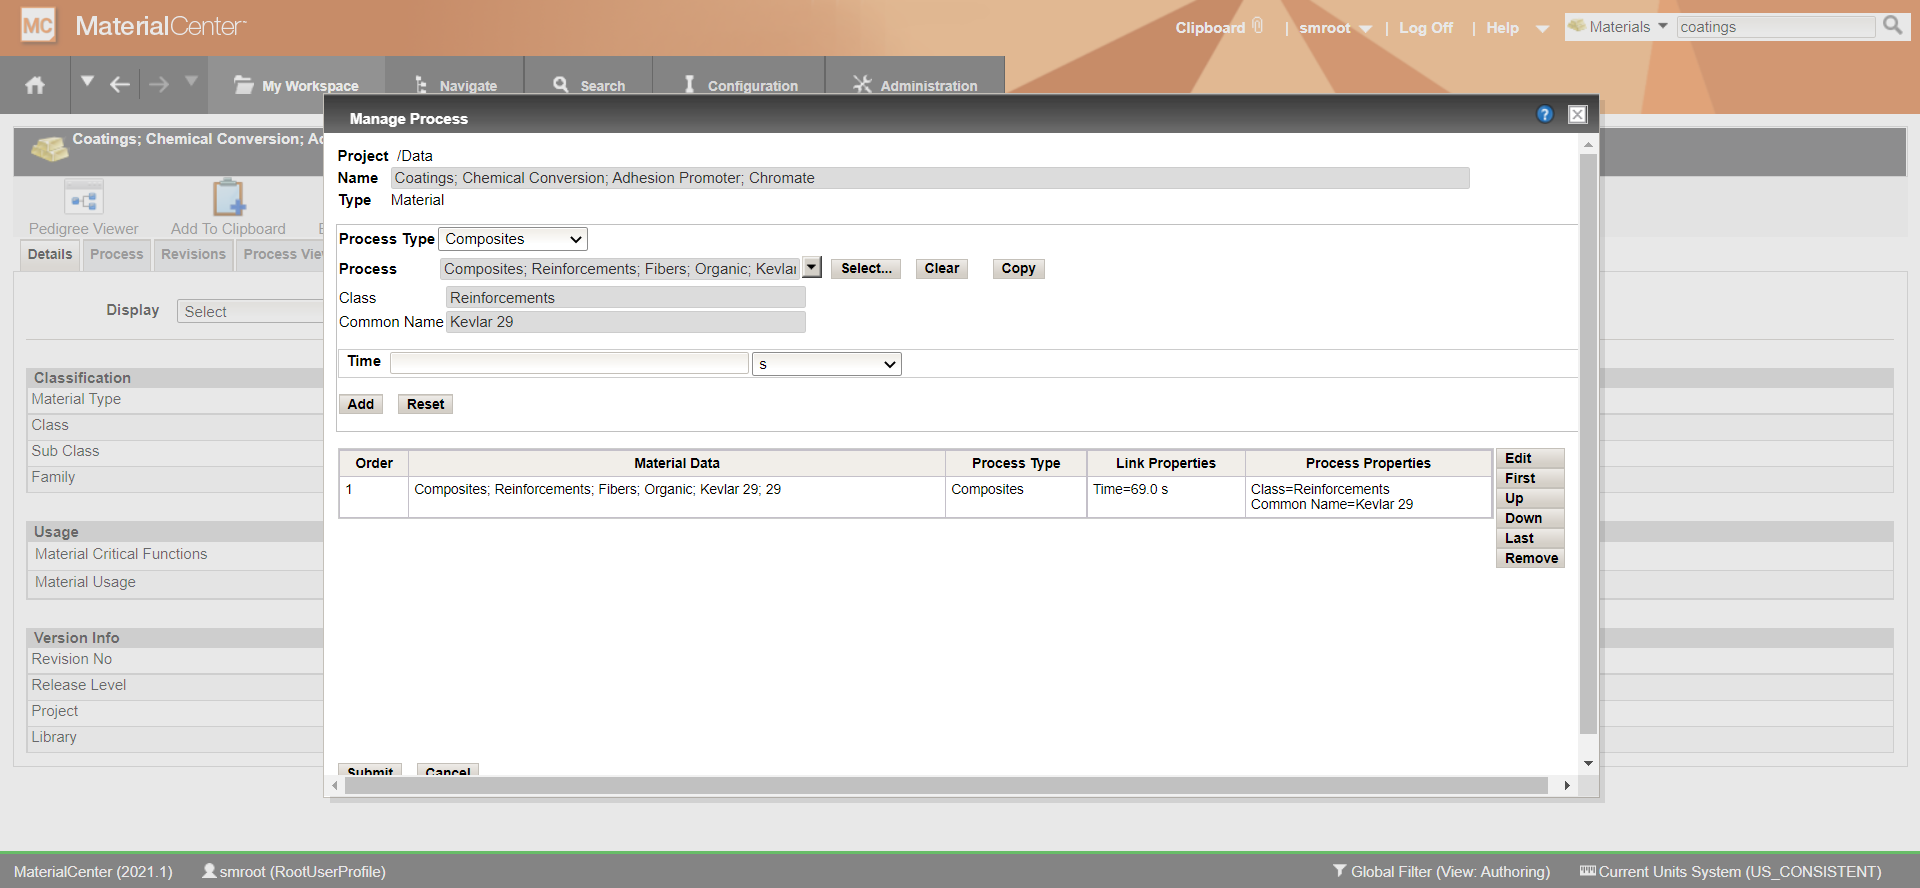 MC MaterialCenter
Clipboard | smroot | Log Off | Help Materials coatings
My Workspace Navigate Search Configuration Administration
Coatings; Chemical Conversion; Ad
Pedigree Viewer Add To Clipboard
Details Process Revisions Process Vie
Display Select
Classification
Material Type
Class
Sub Class
Family
Usage
Material Critical Functions
Material Usage
Version Info
Revision No
Release Level
Project
Library
Manage Process ?
Project /Data
Name Coatings; Chemical Conversion; Adhesion Promoter; Chromate
Type Material
Process Type Composites
Process Composites; Reinforcements; Fibers; Organic; Kevlar Select... Clear Copy
Class Reinforcements
Common Name Kevlar 29
Time s
Add Reset
Order Material Data Process Type Link Properties Process Properties
1 Composites; Reinforcements; Fibers; Organic; Kevlar 29; 29 Composites Time=69.0 s Class=Reinforcements
Common Name=Kevlar 29
Edit
First
Up
Down
Last
Remove
Submit Cancel
MaterialCenter (2021.1) smroot (RootUserProfile) Global Filter (View: Authoring) Current Units System (US_CONSISTENT)